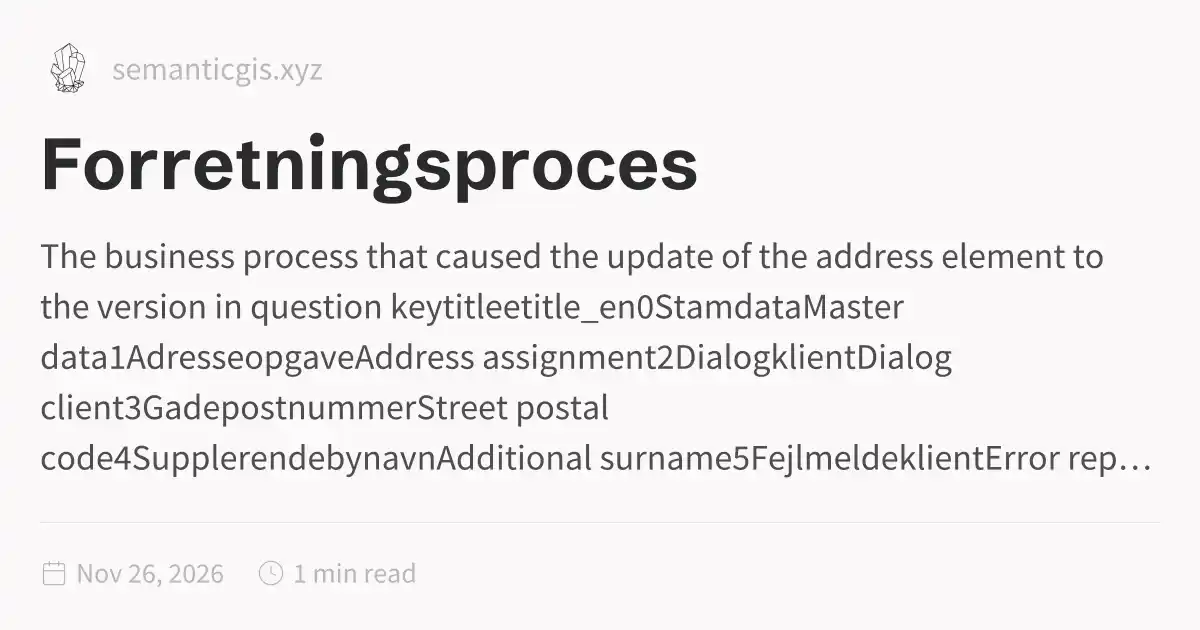 semanticgis.xyz
Forretningsproces
The business process that caused the update of the address element to
the version in question keytitleetitle_en0StamdataMaster
data1AdresseopgaveAddress assignment2DialogklientDialog
client3GadepostnummerStreet postal
code4SupplerendebynavnAdditional surname5FejlmeldeklientError rep…
Nov 26, 2026 1 min read